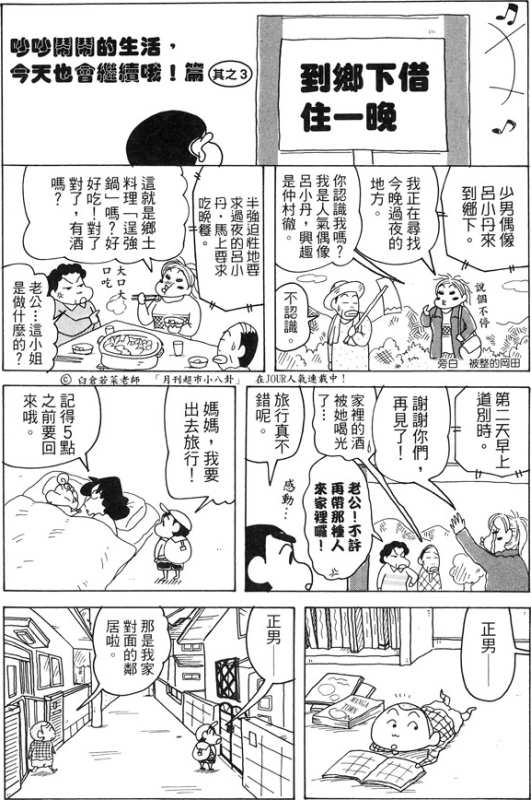 吵吵鬧鬧的生活，
今天也會繼續哦！篇
其之3
到鄉下借
住一晚
少男偶像
呂小丹來
到鄉下。
說個不停
我正在尋找
今晚過夜的
地方。
你認識我嗎？
我是人氣偶像
呂小丹，興趣
是仲村徹。
不認識。
旁白 被整的岡田
半強迫性地要
求過夜的呂小
丹，馬上要求
吃晚餐。
這就是鄉土
料理「逞強
鍋」嗎？好
好吃！對了
對了，有酒
嗎？
大口大
口吃
老公…這小姐
是做什麼的？
© 白倉若菜老師 「月刊超市小八卦」 在JOUR人氣連載中！
第二天早上
道別時。
謝謝你們，
再見了！
家裡的酒
被她喝光
了…
老公！不許
再帶那種人
來家裡囉！
旅行真不
錯呢。
感動…
媽媽，我要
出去旅行！
記得5點
之前要回
來哦。
正男——
MANGA
TOWN
正男——
那是我家
對面的鄰
居啦。